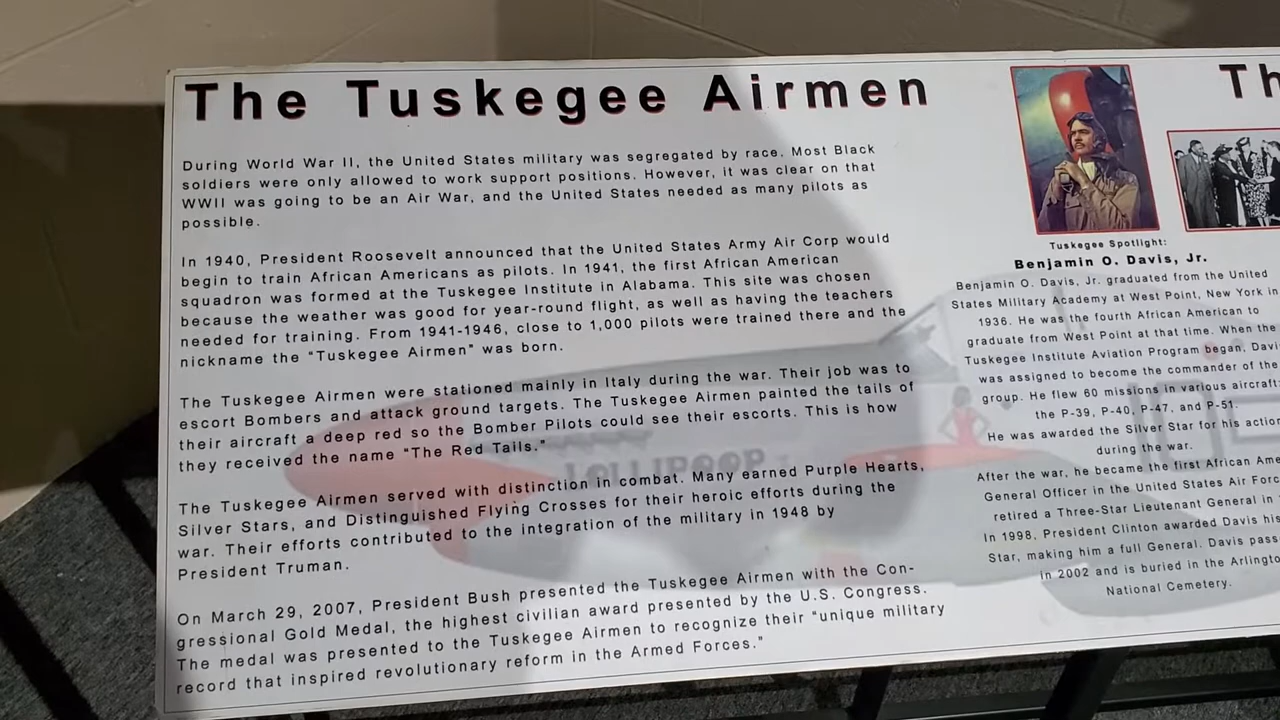 The Tuskegee Airmen
During World War II, the United States military was segregated by race. Most Black
soldiers were only allowed to work support positions. However, it was clear on that
WWII was going to be an Air War, and the United States needed as many pilots as
possible.
In 1940, President Roosevelt announced that the United States Army Air Corp would
begin to train African Americans as pilots. In 1941, the first African American
squadron was formed at the Tuskegee Institute in Alabama. This site was chosen
because the weather was good for year-round flight, as well as having the teachers
needed for training. From 1941-1946, close to 1,000 pilots were trained there and the
nickname the "Tuskegee Airmen" was born.
The Tuskegee Airmen were stationed mainly in Italy during the war. Their job was to
escort Bombers and attack ground targets. The Tuskegee Airmen painted the tails of
their aircraft a deep red so the Bomber Pilots could see their escorts. This is how
they received the name "The Red Tails."
LOLLIPOOP
The Tuskegee Airmen served with distinction in combat. Many earned Purple Hearts,
Silver Stars, and Distinguished Flying Crosses for their heroic efforts during the
war. Their efforts contributed to the integration of the military in 1948 by
President Truman.
On March 29, 2007, President Bush presented the Tuskegee Airmen with the Con-
gressional Gold Medal, the highest civilian award presented by the U.S. Congress.
The medal was presented to the Tuskegee Airmen to recognize their "unique military
record that inspired revolutionary reform in the Armed Forces."
Th
Tuskegee Spotlight:
Benjamin O. Davis, Jr.
Benjamin O. Davis, Jr. graduated from the United
States Military Academy at West Point, New York in
1936. He was the fourth African American to
graduate from West Point at that time. When the
Tuskegee Institute Aviation Program began, Davi
was assigned to become the commander of the
group. He flew 60 missions in various aircraft:
the P-39, P-40, P-47, and P-51.
He was awarded the Silver Star for his action
during the war.
After the war, he became the first African Ame
General Officer in the United States Air Forc
retired a Three-Star Lieutenant General in
In 1998, President Clinton awarded Davis his
Star, making him a full General. Davis pass
in 2002 and is buried in the Arlingto
National Cemetery.